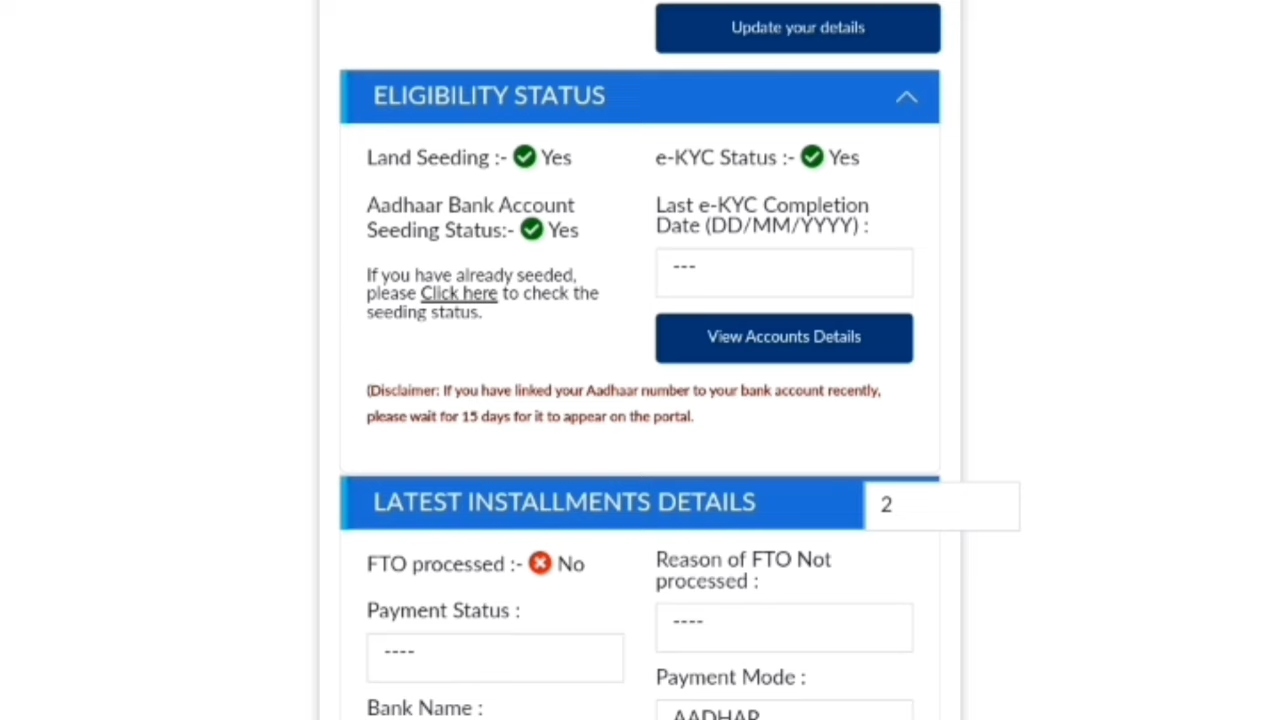 Update your details
ELIGIBILITY STATUS
Land Seeding :- Yes
e-KYC Status :- Yes
Aadhaar Bank Account
Seeding Status:- Yes
If you have already seeded,
please Click here to check the
seeding status.
Last e-KYC Completion
Date (DD/MM/YYYY) :
---
View Accounts Details
(Disclaimer: If you have linked your Aadhaar number to your bank account recently,
please wait for 15 days for it to appear on the portal.
LATEST INSTALLMENTS DETAILS
2
FTO processed :- No
Reason of FTO Not
processed :
----
Payment Status :
----
Payment Mode :
AADHAR
Bank Name :